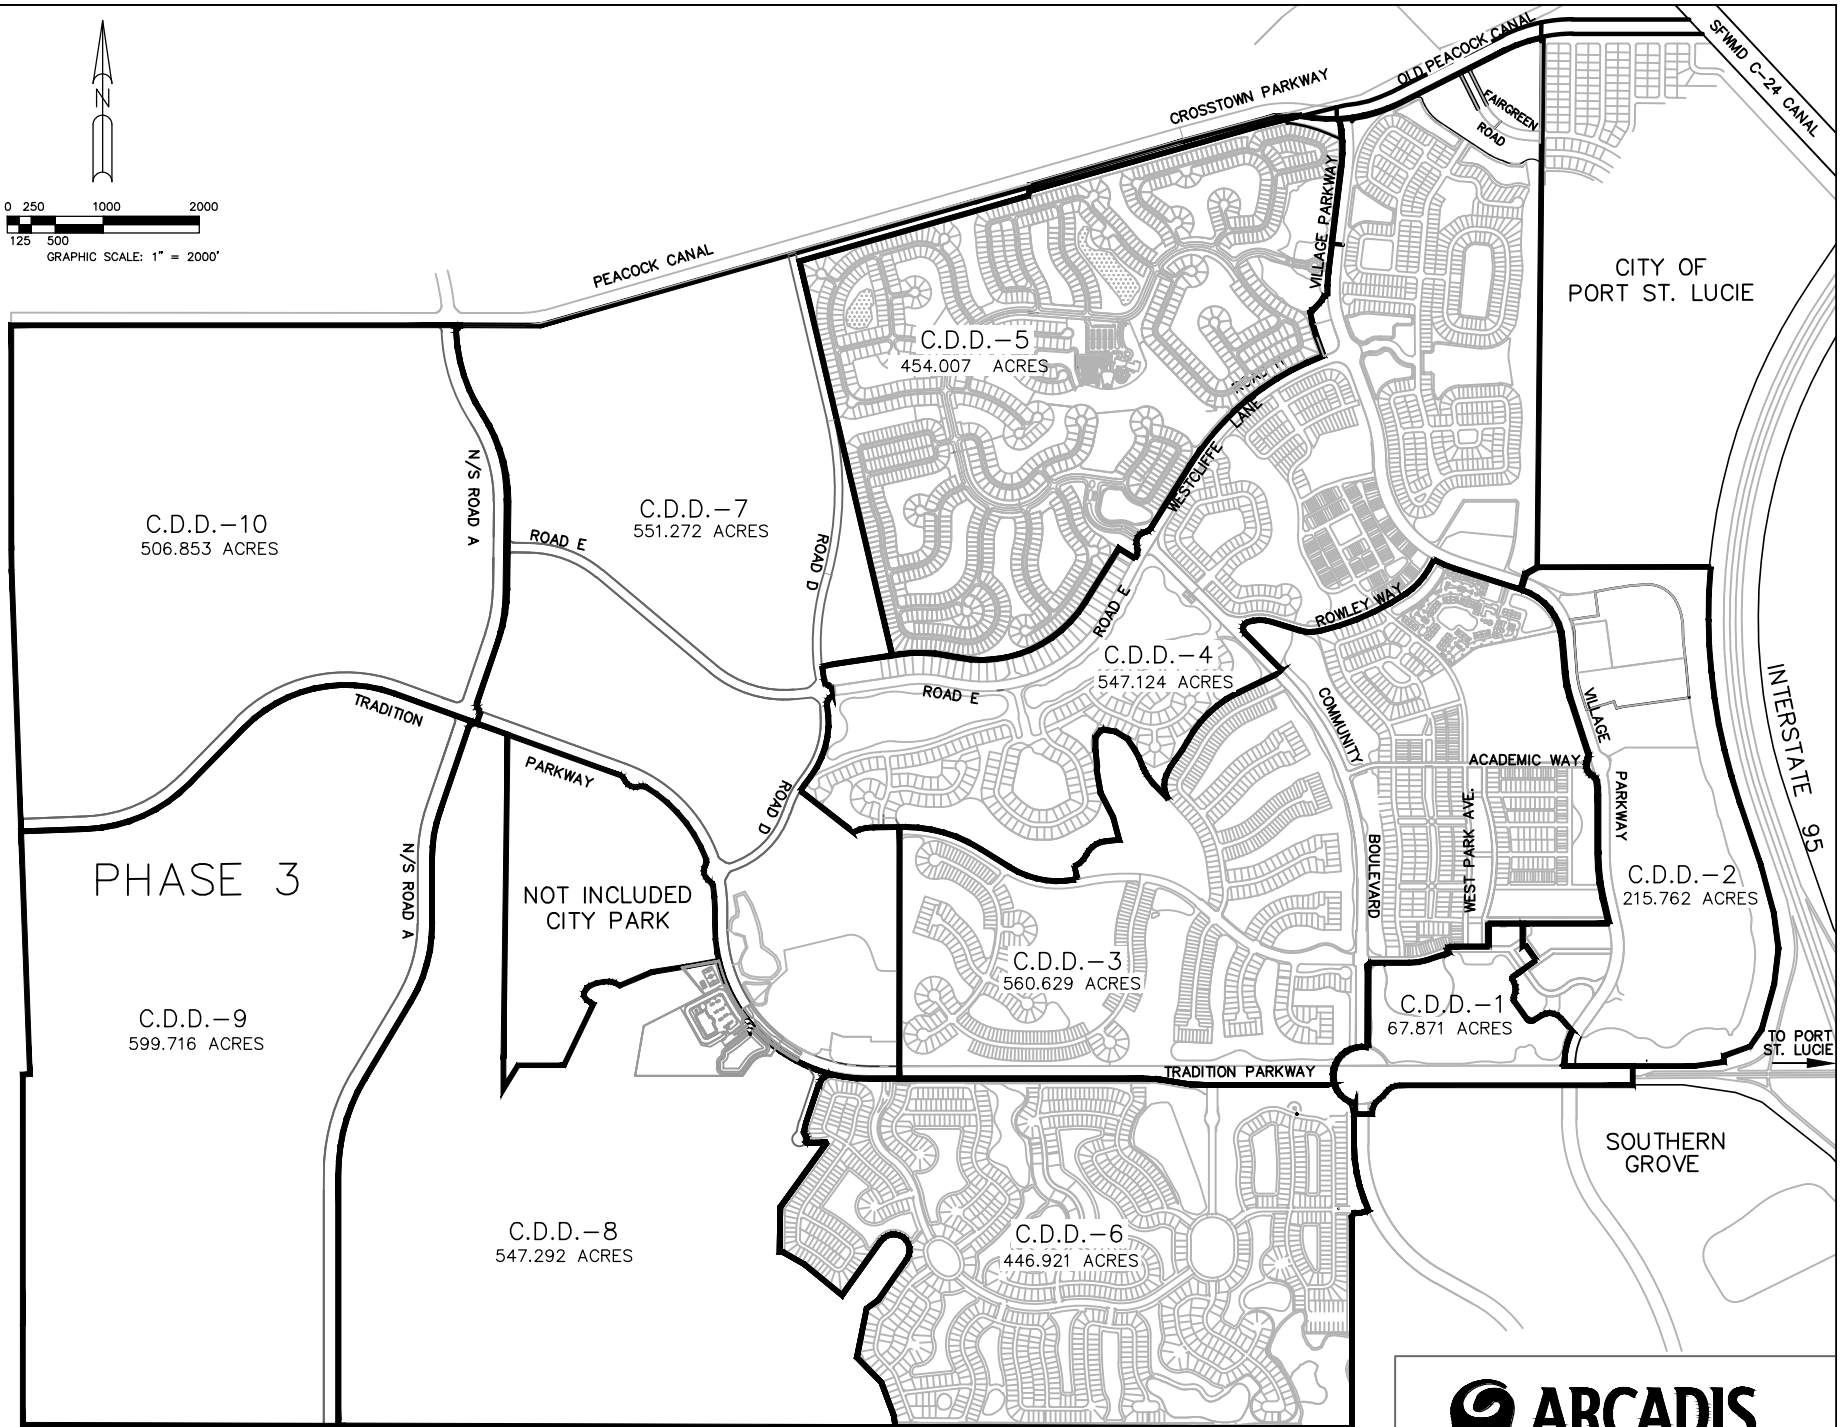 N
0 250 1000 2000
125 500
GRAPHIC SCALE: 1" = 2000'
OLD PEACOCK CANAL
SFWMD C-24 CANAL
CROSSTOWN PARKWAY
FAIRGREEN
ROAD
PEACOCK CANAL
VILLAGE PARKWAY
CITY OF
PORT ST. LUCIE
C.D.D.-5
454.007 ACRES
WESTCLIFFE LANE
N/S ROAD A
C.D.D.-10
506.853 ACRES
C.D.D.-7
551.272 ACRES
ROAD E
ROAD D
ROAD E
ROWLEY WAY
C.D.D.-4
547.124 ACRES
ROAD E
TRADITION
PARKWAY
ROAD D
COMMUNITY
BOULEVARD
VILLAGE
PARKWAY
ACADEMIC WAY
WEST PARK AVE.
INTERSTATE 95
PHASE 3
N/S ROAD A
NOT INCLUDED
CITY PARK
C.D.D.-2
215.762 ACRES
C.D.D.-3
560.629 ACRES
C.D.D.-1
67.871 ACRES
C.D.D.-9
599.716 ACRES
TO PORT
ST. LUCIE
TRADITION PARKWAY
SOUTHERN
GROVE
C.D.D.-8
547.292 ACRES
C.D.D.-6
446.921 ACRES
ARCADIS